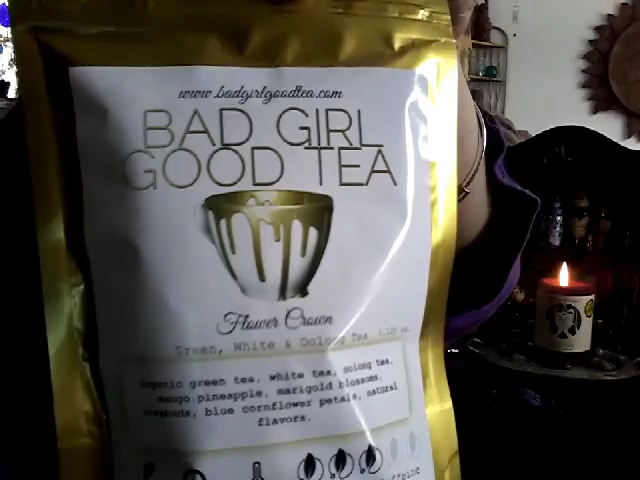 www.badgirlgoodtea.com
BAD GIRL
GOOD TEA
Flower Crown
Green, White & Oolong Tea
Organic green tea, white tea, oolong tea,
mango, pineapple, marigold blossoms,
rosebuds, blue cornflower petals, natural
flavors.